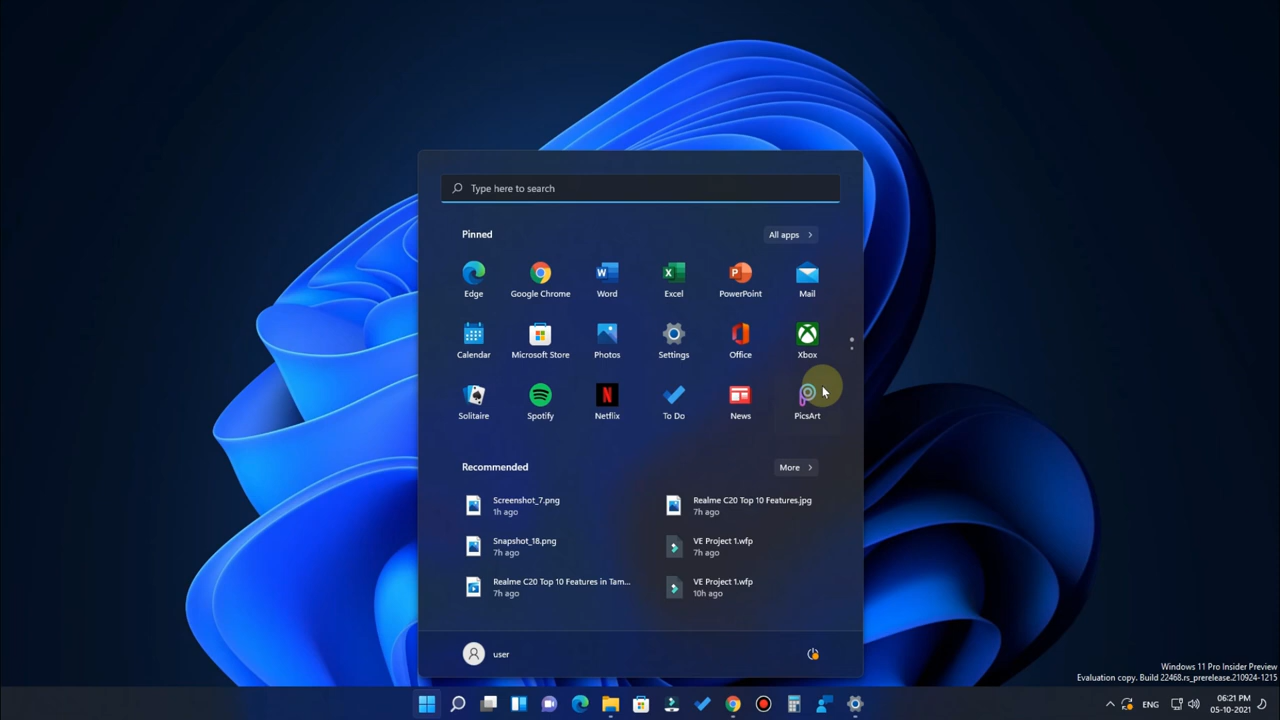 Type here to search
Pinned
All apps
Edge
Google Chrome
Word
Excel
PowerPoint
Mail
Calendar
Microsoft Store
Photos
Settings
Office
Xbox
Solitaire
Spotify
Netflix
To Do
News
PicsArt
Recommended
More
Screenshot_7.png
1h ago
Realme C20 Top 10 Features.jpg
7h ago
Snapshot_18.png
7h ago
VE Project 1.wfp
7h ago
Realme C20 Top 10 Features in Tam...
7h ago
VE Project 1.wfp
10h ago
user
Windows 11 Pro Insider Preview
Evaluation copy. Build 22468.rs_prerelease.210924-1215
ENG
06:21 PM
05-10-2021